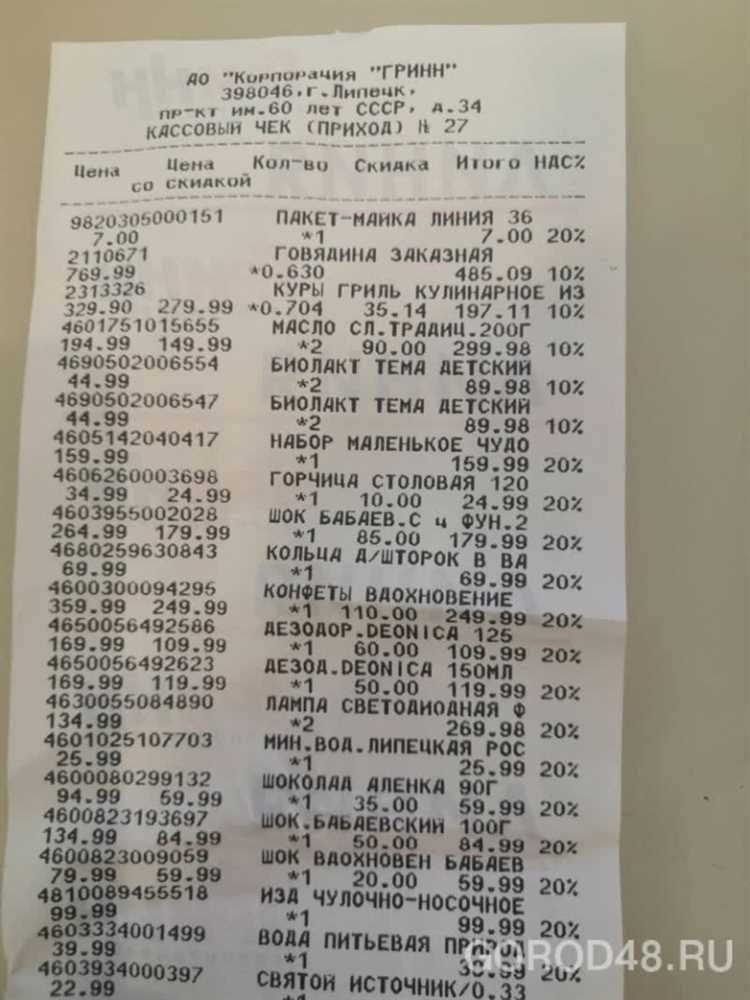 АО "Корпорация "ГРИНН"
398046,г.Липецк,
пр-кт им.60 лет СССР, д.34
КАССОВЫЙ ЧЕК (ПРИХОД) № 27
Цена Цена Кол-во Скидка Итого НДС%
со скидкой
9820305000151 ПАКЕТ-МАЙКА ЛИНИЯ 36
7.00 *1 7.00 20%
2110671 ГОВЯДИНА ЗАКАЗНАЯ
769.99 *0.630 485.09 10%
2313326 КУРЫ ГРИЛЬ КУЛИНАРНОЕ ИЗ
329.90 279.99 *0.704 35.14 197.11 10%
4601751015655 МАСЛО СЛ.ТРАДИЦ.200Г
194.99 149.99 *2 90.00 299.98 10%
4690502006554 БИОЛАКТ ТЕМА ДЕТСКИЙ
44.99 *2 89.98 10%
4690502006547 БИОЛАКТ ТЕМА ДЕТСКИЙ
44.99 *2 89.98 10%
4605142040417 НАБОР МАЛЕНЬКОЕ ЧУДО
159.99 *1 159.99 20%
4606260003698 ГОРЧИЦА СТОЛОВАЯ 120
34.99 24.99 *1 10.00 24.99 20%
4603955002028 ШОК БАБАЕВ.С ц ФУН.2
264.99 179.99 *1 85.00 179.99 20%
4680259630843 КОЛЬЦА Д/ШТОРОК В ВА
69.99 *1 69.99 20%
4600300094295 КОНФЕТЫ ВДОХНОВЕНИЕ
359.99 249.99 *1 110.00 249.99 20%
4650056492586 ДЕЗОДОР.DEONICA 125
169.99 109.99 *1 60.00 109.99 20%
4650056492623 ДЕЗОД.DEONICA 150МЛ
169.99 119.99 *1 50.00 119.99 20%
4630055084890 ЛАМПА СВЕТОДИОДНАЯ Ф
134.99 *2 269.98 20%
4601025107703 МИН.ВОД.ЛИПЕЦКАЯ РОС
25.99 *1 25.99 20%
4600080299132 ШОКОЛАД АЛЕНКА 90Г
94.99 59.99 *1 35.00 59.99 20%
4600823193697 ШОК.БАБАЕВСКИЙ 100Г
134.99 84.99 *1 50.00 84.99 20%
4600823009059 ШОК ВДОХНОВЕН БАБАЕВ
79.99 59.99 *1 20.00 59.99 20%
4810089455518 ИЗД ЧУЛОЧНО-НОСОЧНОЕ
99.99 *1 99.99 20%
4603334001499 ВОДА ПИТЬЕВАЯ ПРИРОД
39.99 *1 39.99 20%
4603934000397 СВЯТОЙ ИСТОЧНИК/0.33
22.99 *1
GOROD48.RU